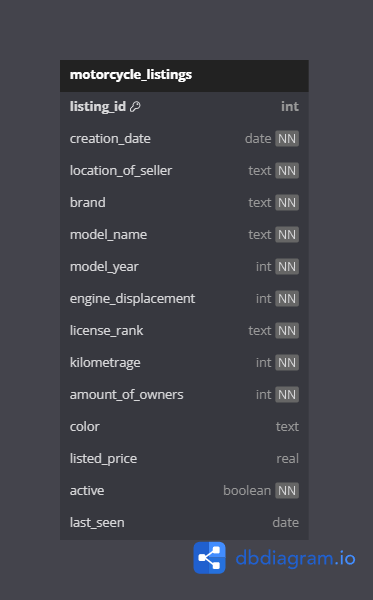 motorcycle_listings
listing_id int
creation_date date NN
location_of_seller text NN
brand text NN
model_name text NN
model_year int NN
engine_displacement int NN
license_rank text NN
kilometrage int NN
amount_of_owners int NN
color text
listed_price real
active boolean NN
last_seen date
dbdiagram.io